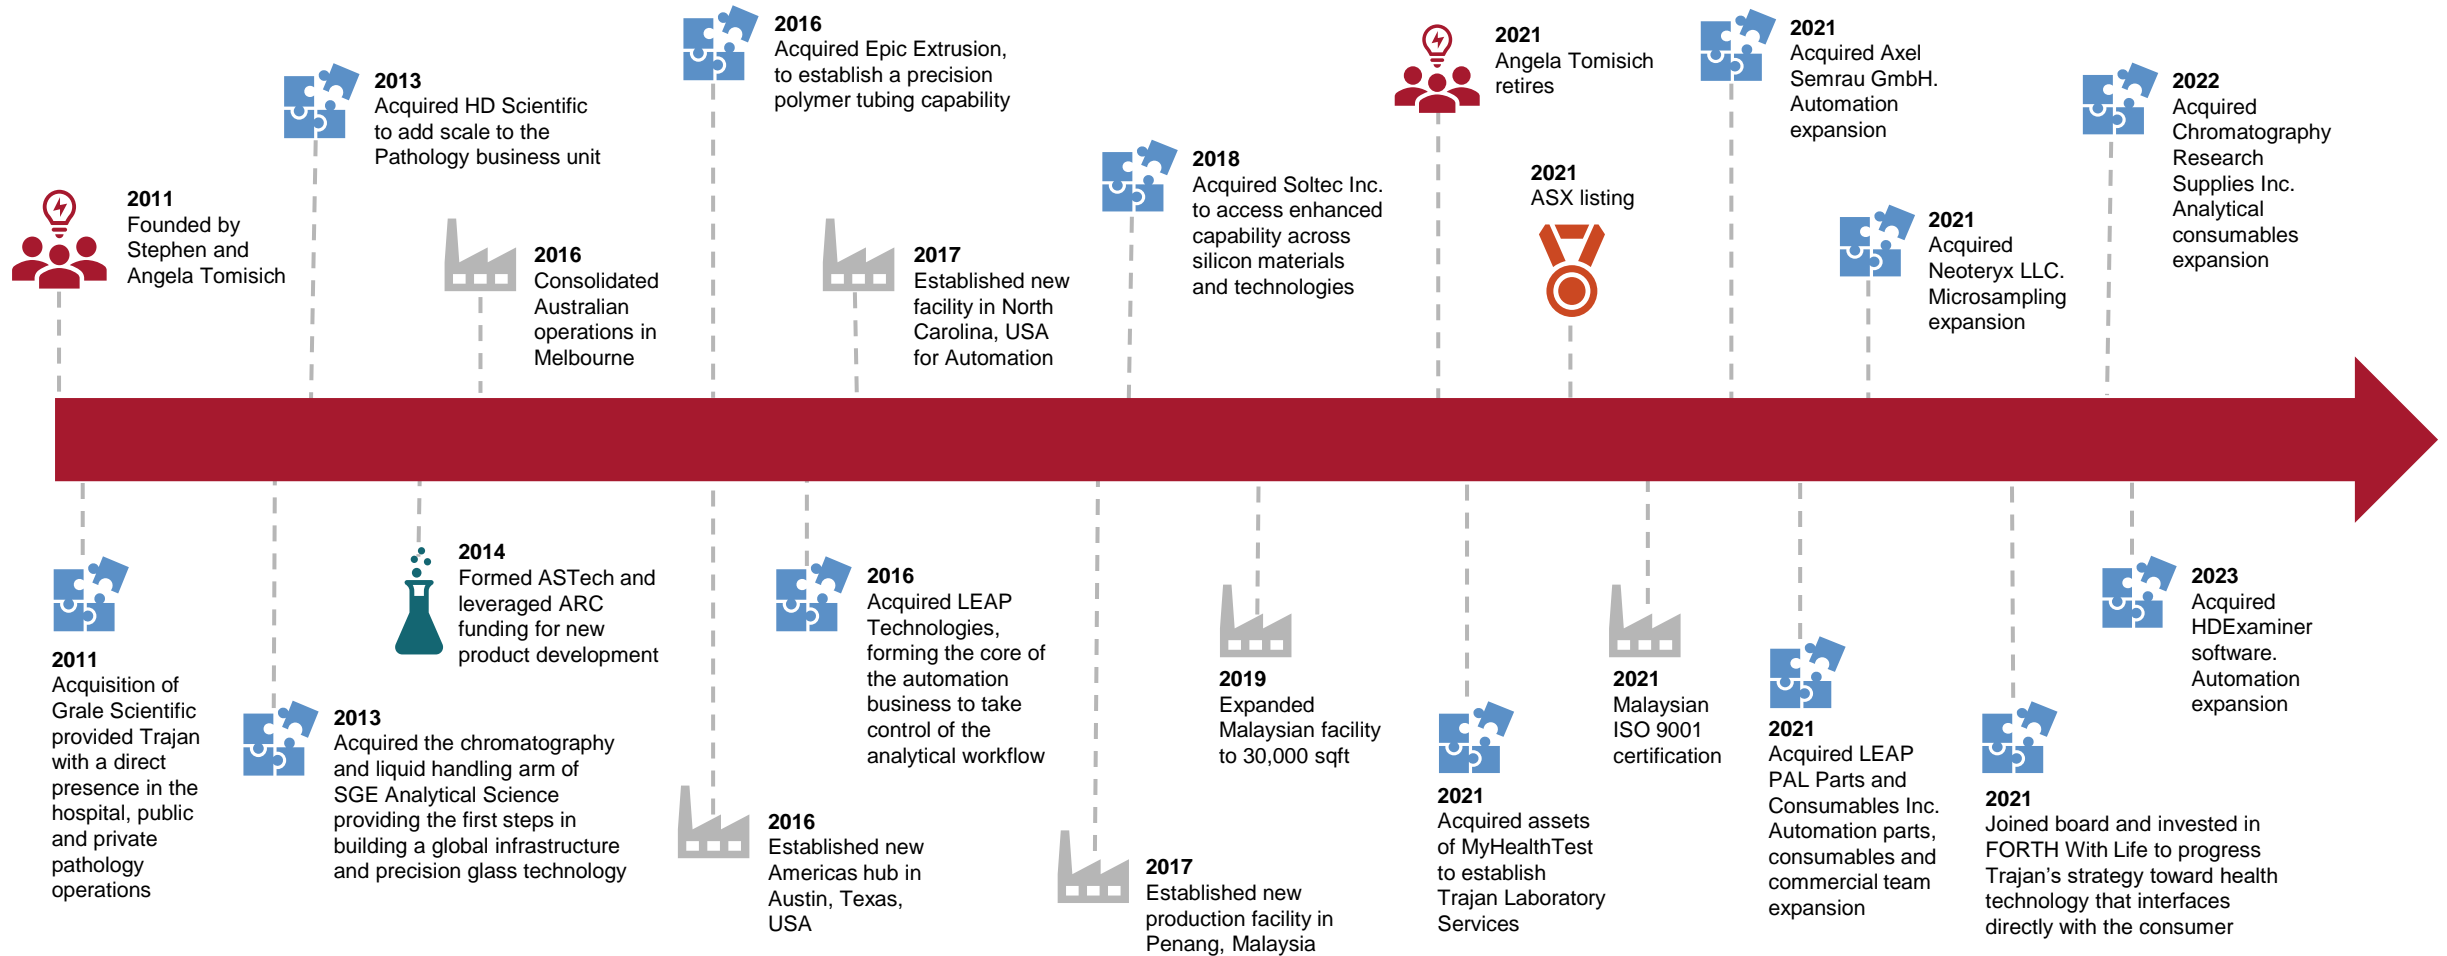 2011
Founded by
Stephen and
Angela Tomisich
2013
Acquired HD Scientific
to add scale to the
Pathology business unit
2016
Consolidated
Australian
operations in
Melbourne
2016
Acquired Epic Extrusion,
to establish a precision
polymer tubing capability
2017
Established new
facility in North
Carolina, USA
for Automation
2018
Acquired Soltec Inc.
to access enhanced
capability across
silicon materials
and technologies
2021
Angela Tomisich
retires
2021
ASX listing
2021
Acquired Axel
Semrau GmbH.
Automation
expansion
2021
Acquired
Neoteryx LLC.
Microsampling
expansion
2022
Acquired
Chromatography
Research
Supplies Inc.
Analytical
consumables
expansion
2011
Acquisition of
Grale Scientific
provided Trajan
with a direct
presence in the
hospital, public
and private
pathology
operations
2013
Acquired the chromatography
and liquid handling arm of
SGE Analytical Science
providing the first steps in
building a global infrastructure
and precision glass technology
2014
Formed ASTech and
leveraged ARC
funding for new
product development
2016
Established new
Americas hub in
Austin, Texas,
USA
2016
Acquired LEAP
Technologies,
forming the core of
the automation
business to take
control of the
analytical workflow
2017
Established new
production facility in
Penang, Malaysia
2019
Expanded
Malaysian facility
to 30,000 sqft
2021
Acquired assets
of MyHealthTest
to establish
Trajan Laboratory
Services
2021
Malaysian
ISO 9001
certification
2021
Acquired LEAP
PAL Parts and
Consumables Inc.
Automation parts,
consumables and
commercial team
expansion
2021
Joined board and invested in
FORTH With Life to progress
Trajan’s strategy toward health
technology that interfaces
directly with the consumer
2023
Acquired
HDExaminer
software.
Automation
expansion